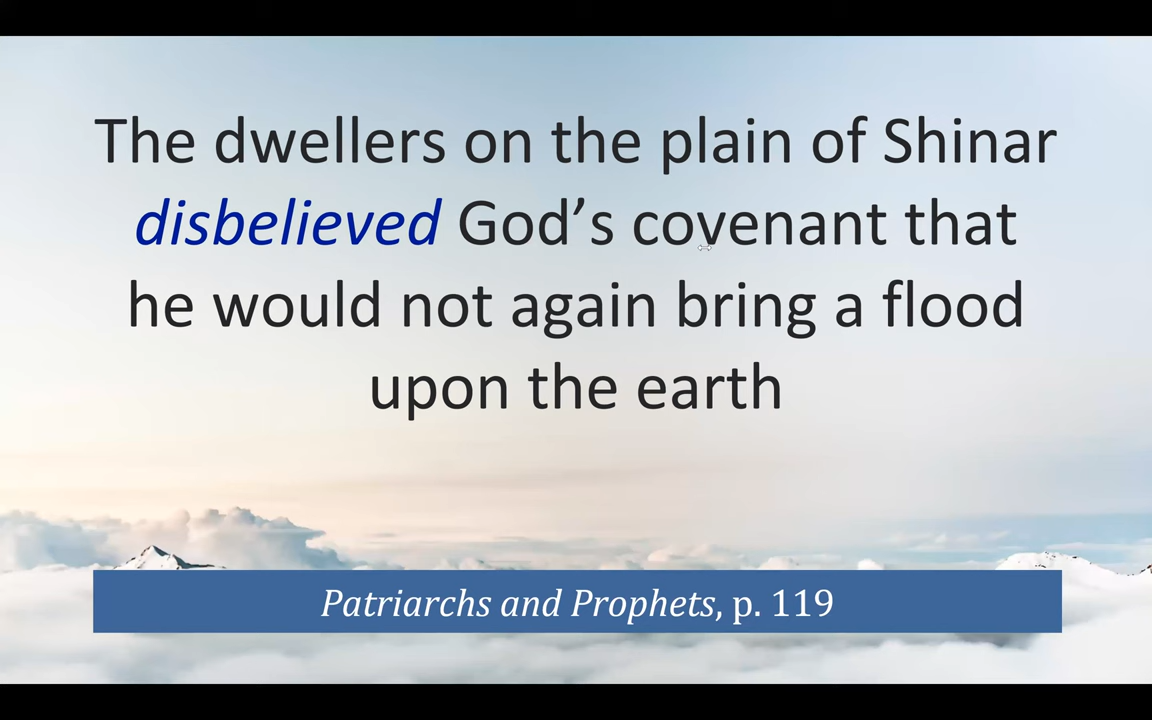 The dwellers on the plain of Shinar
disbelieved God’s covenant that
he would not again bring a flood
upon the earth
Patriarchs and Prophets, p. 119